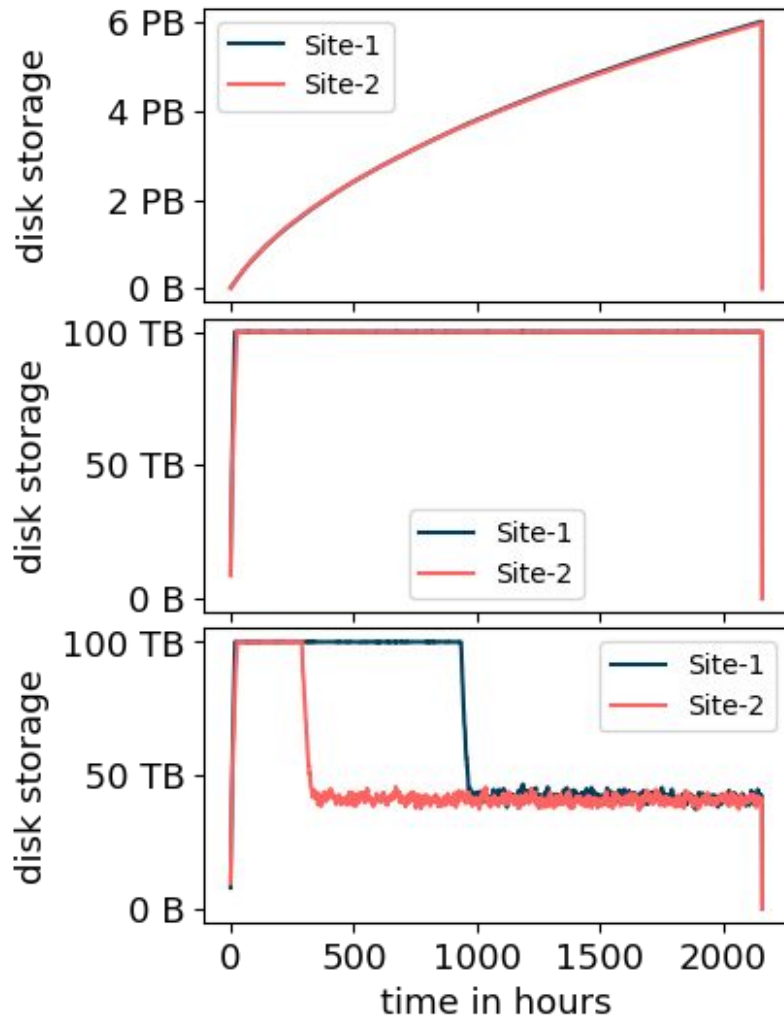 6 PB
4 PB
2 PB
0 B
disk storage
Site-1
Site-2
100 TB
50 TB
0 B
disk storage
Site-1
Site-2
100 TB
50 TB
0 B
disk storage
Site-1
Site-2
0 500 1000 1500 2000
time in hours